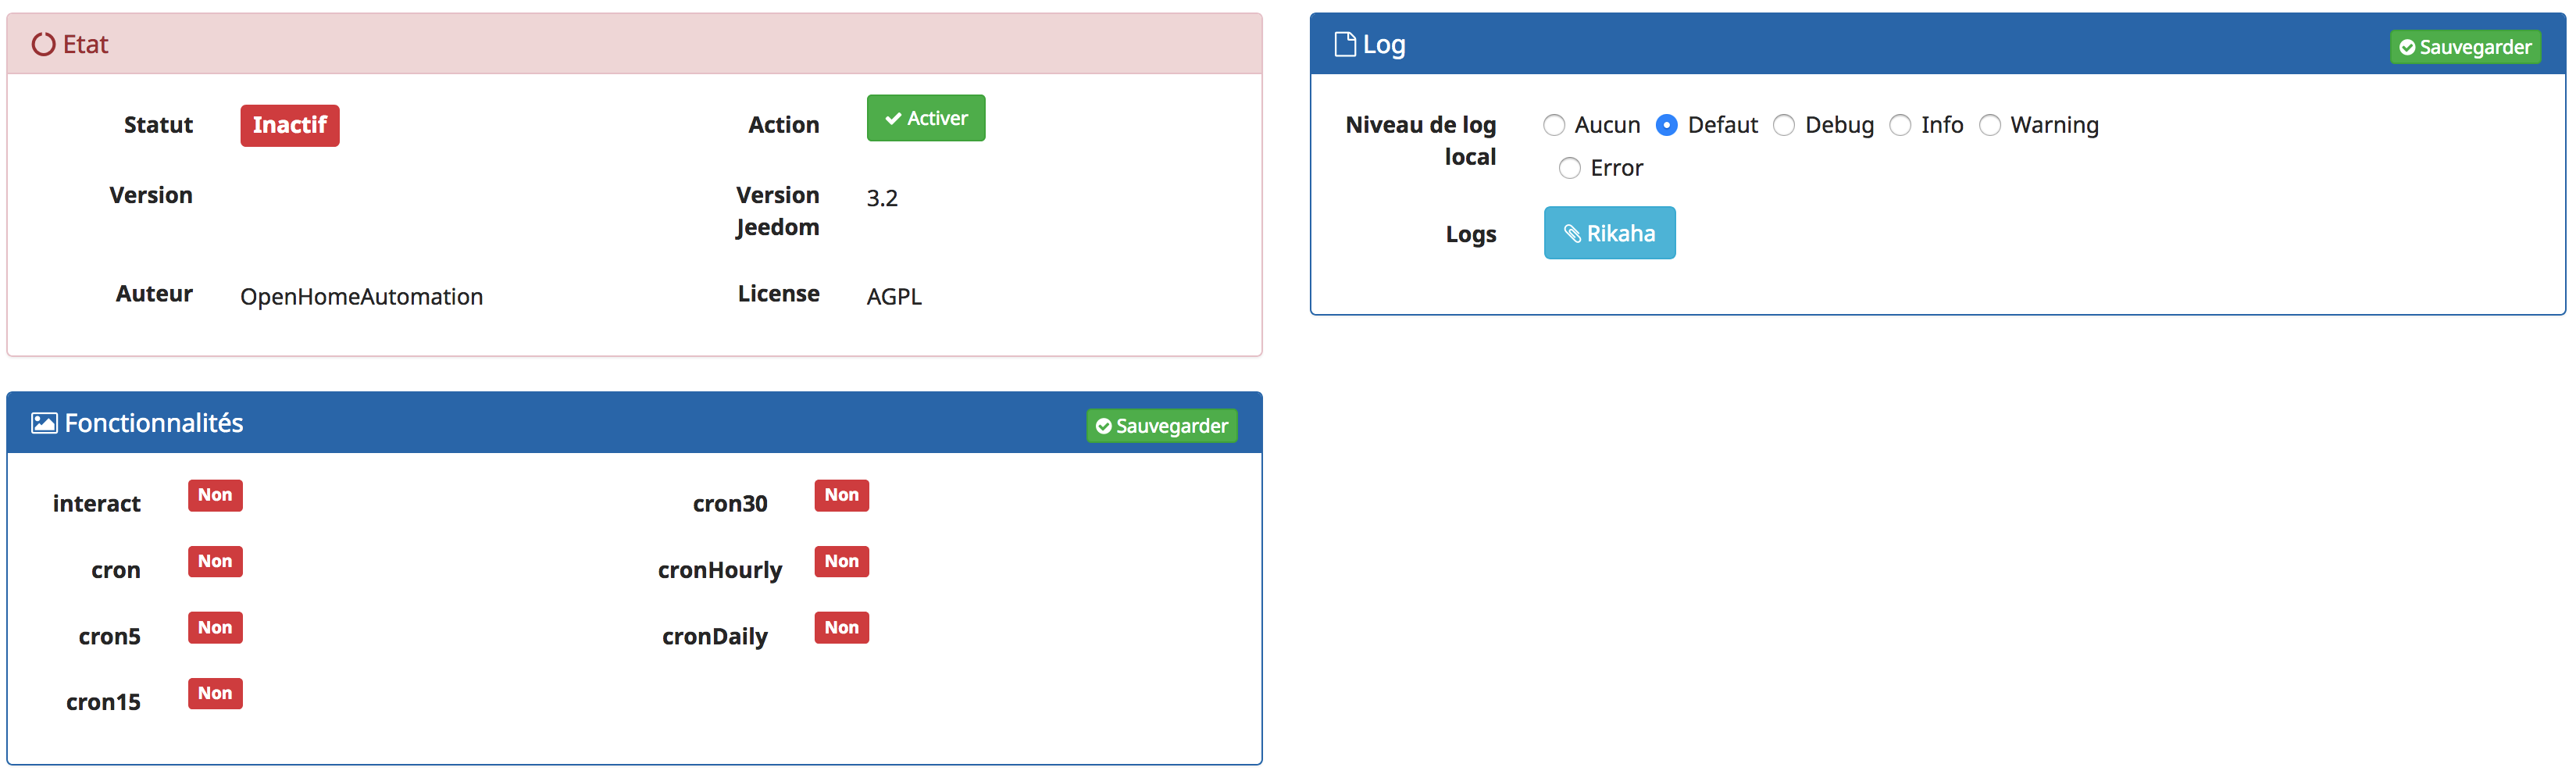 Etat
Statut Inactif Action Activer
Version Version Jeedom 3.2
Auteur OpenHomeAutomation License AGPL
Log Sauvegarder
Niveau de log local Aucun Defaut Debug Info Warning
Error
Logs Rikaha
Fonctionnalités Sauvegarder
interact Non cron30 Non
cron Non cronHourly Non
cron5 Non cronDaily Non
cron15 Non